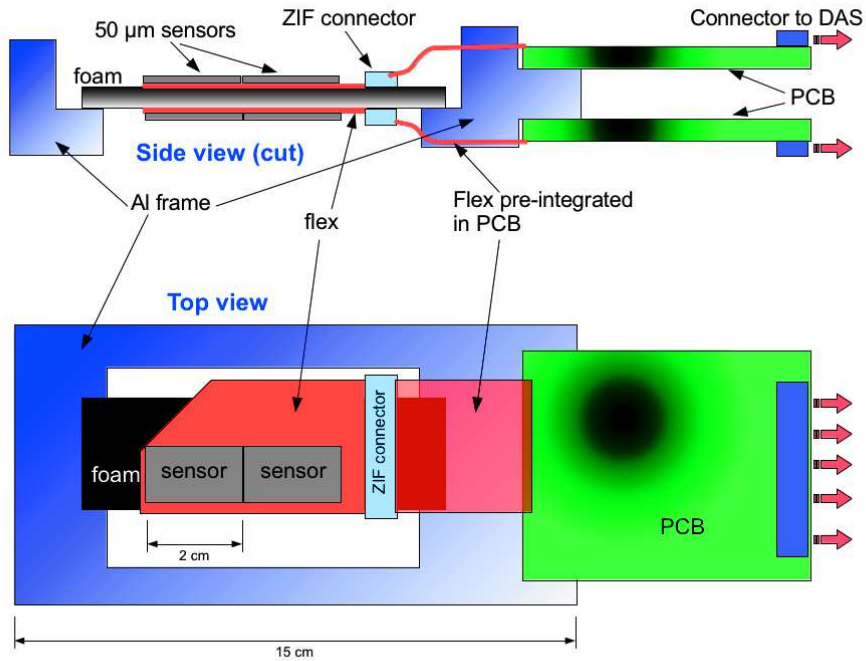 ZIF connector
Connector to DAS
50 µm sensors
foam
PCB
Side view (cut)
Al frame
flex
Flex pre-integrated
in PCB
Top view
foam
sensor
sensor
ZIF connector
PCB
2 cm
15 cm